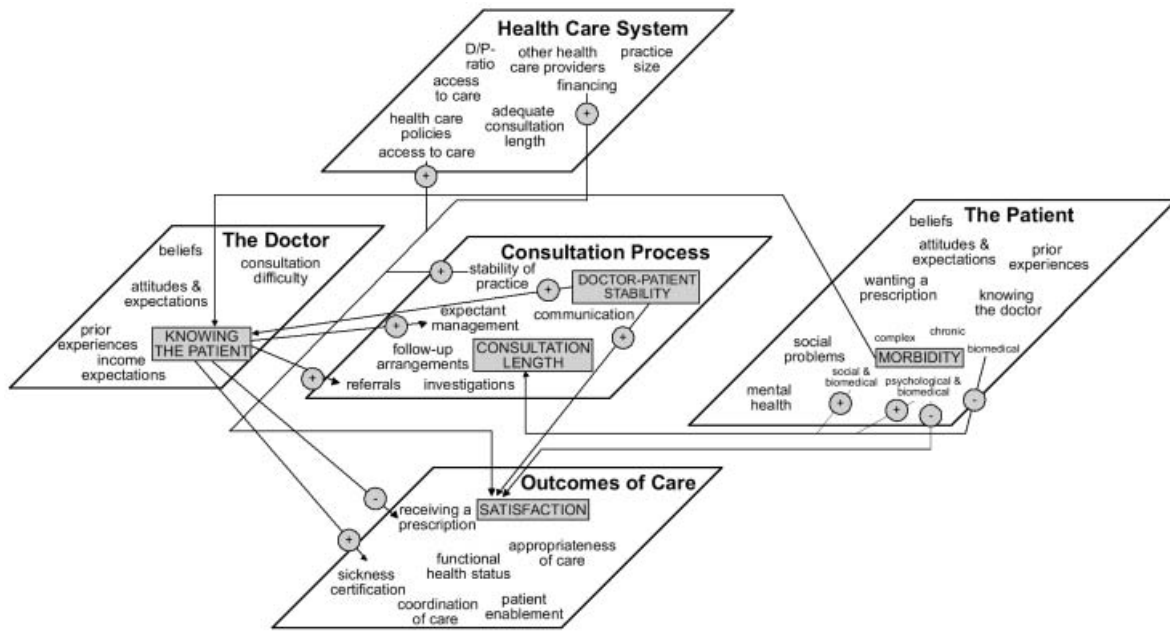 Health Care System
D/P-
ratio
other health
care providers
practice
size
access
to care
financing
+
health care
policies
adequate
consultation
length
access to care
+
The Doctor
beliefs
consultation
difficulty
attitudes &
expectations
prior
experiences
income
expectations
KNOWING
THE PATIENT
Consultation Process
+
stability of
practice
+
DOCTOR-PATIENT
STABILITY
+
expectant
management
communication
+
follow-up
arrangements
CONSULTATION
LENGTH
+
referrals
investigations
The Patient
beliefs
attitudes &
expectations
prior
experiences
wanting a
prescription
knowing
the doctor
social
problems
complex
chronic
biomedical
MORBIDITY
mental
health
social &
biomedical
psychological &
biomedical
+
+
-
-
Outcomes of Care
-
receiving a
prescription
SATISFACTION
+
sickness
certification
functional
health status
appropriateness
of care
coordination
of care
patient
enablement